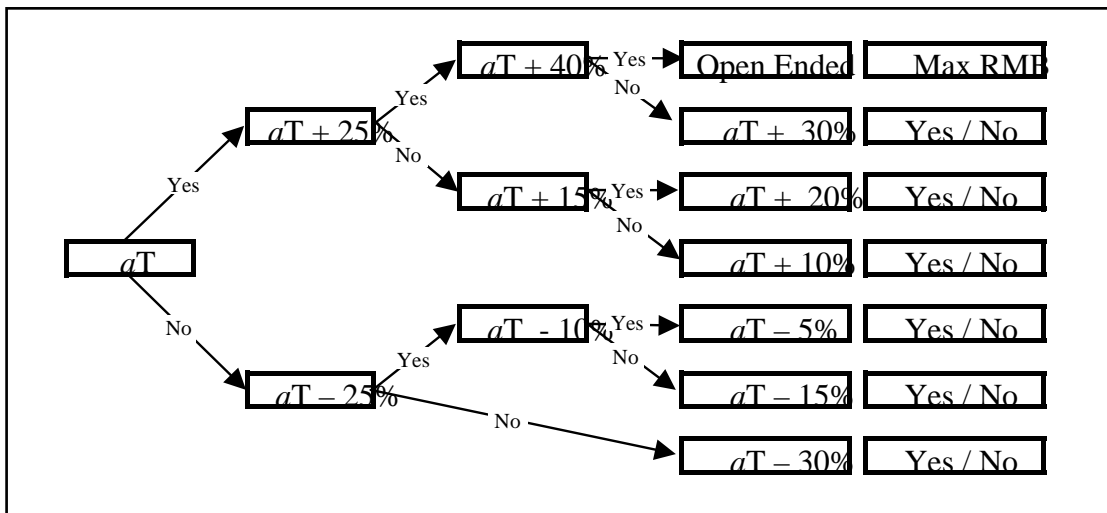 aT + 40% Yes Open Ended Max RMB
Yes No
aT + 25% aT + 30% Yes / No
No
Yes aT + 15% Yes aT + 20% Yes / No
No
aT aT + 10% Yes / No
No aT - 10% Yes aT – 5% Yes / No
Yes No
aT – 25% aT – 15% Yes / No
No
aT – 30% Yes / No